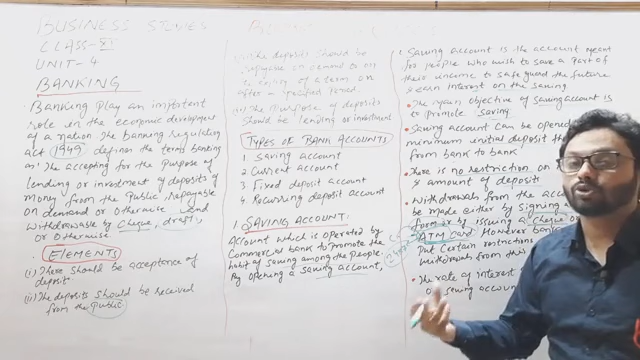 BUSINESS STUDIES
CLASS-XI
UNIT-4
BANKING
Banking play an imptatent
role in the economic development
of a nation. The banking Regulation
act 1949 defines the term banking
as: The accepting for the Purpose of
lending or investment of deposits of
money from the Public, Repayable
on demand or otherwise and
withdrawable by Cheque, draft,
or otherwise
ELEMENTS
(i) There should be acceptance of
deposit.
(ii) The deposits should be received
from the public.
The deposits should be
repayable on demand
of a term on
after a specified period.
The Purpose of deposits
should be lending or investment
TYPES OF BANK ACCOUNTS
1. Saving account
2. Current account
3. Fixed deposit account
4. Recurring deposit account
1. SAVING ACCOUNT:
Account which is operated by
Commercial bank to promote the
habit of saving among the People.
By opening a saving account,
Saving account is the account meant
for people who wish to save a Part of
their income to safe guard the future
& earn interest on the saving
The main objective of saving account is
to promote saving
Saving account can be opened
minimum initial deposit tha
from bank to bank
There is no restriction on
& amount of deposit
Withdrawals from the acc
be made either by signing a
form or by issuing a cheque or
ATM card. However ban
Put certain restrictions
withdrawals from this
The rate of interest
on saving accoun